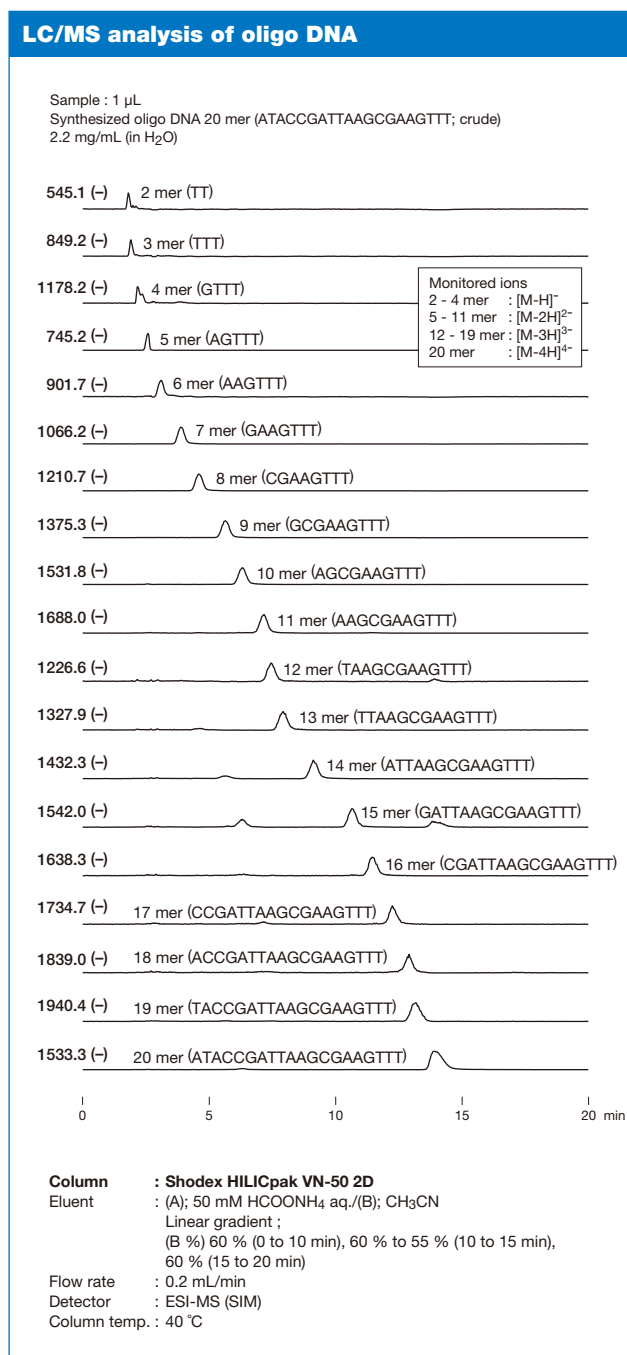 LC/MS analysis of oligo DNA
Sample : 1 µL
Synthesized oligo DNA 20 mer (ATACCGATTAAGCGAAGTTT; crude)
2.2 mg/mL (in H₂O)
545.1 (–) 2 mer (TT)
849.2 (–) 3 mer (TTT)
1178.2 (–) 4 mer (GTTT)
Monitored ions
2 - 4 mer : [M-H]⁻
5 - 11 mer : [M-2H]²⁻
12 - 19 mer : [M-3H]³⁻
20 mer : [M-4H]⁴⁻
745.2 (–) 5 mer (AGTTT)
901.7 (–) 6 mer (AAGTTT)
1066.2 (–) 7 mer (GAAGTTT)
1210.7 (–) 8 mer (CGAAGTTT)
1375.3 (–) 9 mer (GCGAAGTTT)
1531.8 (–) 10 mer (AGCGAAGTTT)
1688.0 (–) 11 mer (AAGCGAAGTTT)
1226.6 (–) 12 mer (TAAGCGAAGTTT)
1327.9 (–) 13 mer (TTAAGCGAAGTTT)
1432.3 (–) 14 mer (ATTAAGCGAAGTTT)
1542.0 (–) 15 mer (GATTAAGCGAAGTTT)
1638.3 (–) 16 mer (CGATTAAGCGAAGTTT)
1734.7 (–) 17 mer (CCGATTAAGCGAAGTTT)
1839.0 (–) 18 mer (ACCGATTAAGCGAAGTTT)
1940.4 (–) 19 mer (TACCGATTAAGCGAAGTTT)
1533.3 (–) 20 mer (ATACCGATTAAGCGAAGTTT)
0 5 10 15 20 min
Column : Shodex HILICpak VN-50 2D
Eluent : (A); 50 mM HCOONH₄ aq./(B); CH₃CN
Linear gradient ;
(B %) 60 % (0 to 10 min), 60 % to 55 % (10 to 15 min),
60 % (15 to 20 min)
Flow rate : 0.2 mL/min
Detector : ESI-MS (SIM)
Column temp. : 40 ˚C